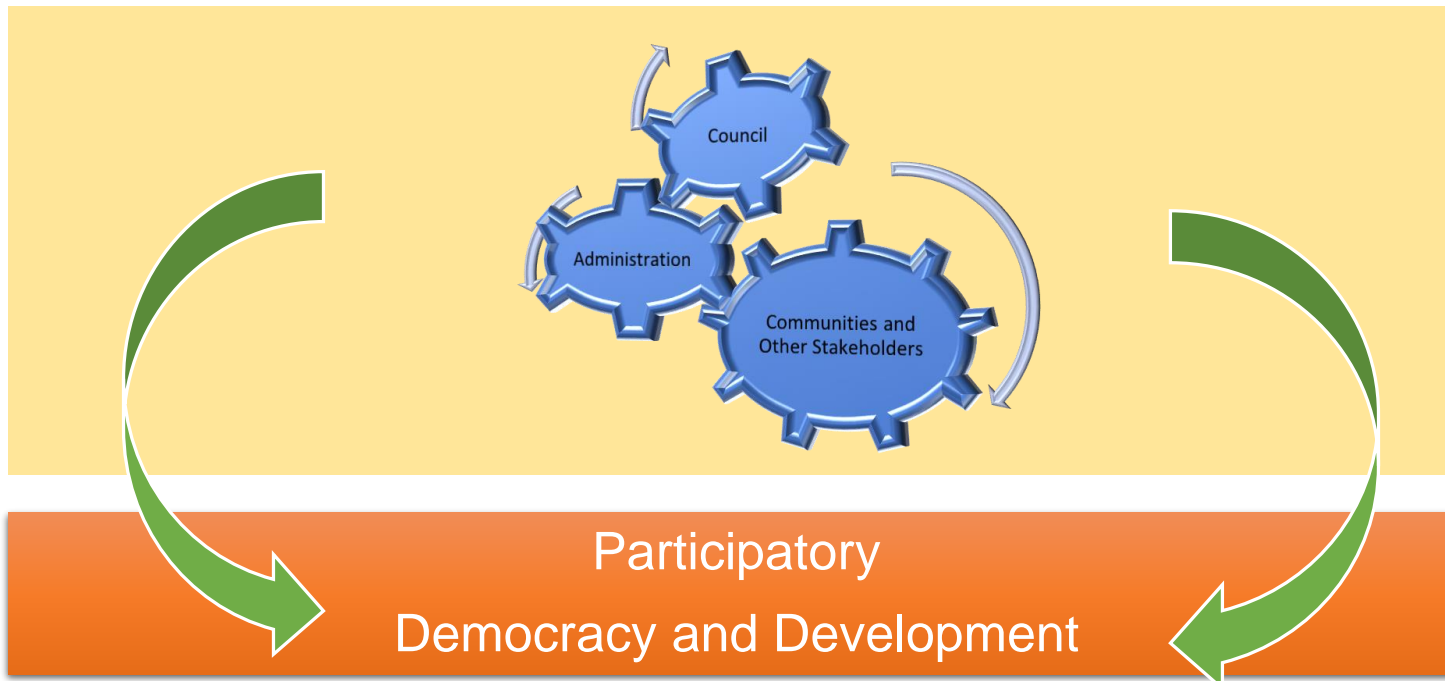 Council
Administration
Communities and
Other Stakeholders
Participatory
Democracy and Development